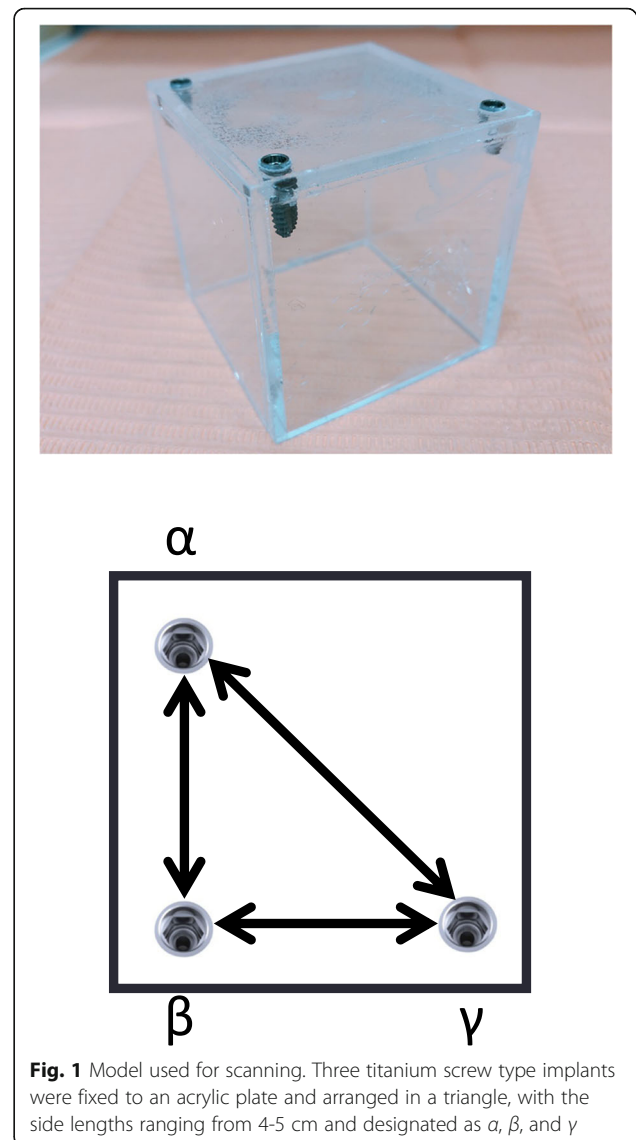 α
β γ
Fig. 1 Model used for scanning. Three titanium screw type implants
were fixed to an acrylic plate and arranged in a triangle, with the
side lengths ranging from 4-5 cm and designated as α, β, and γ